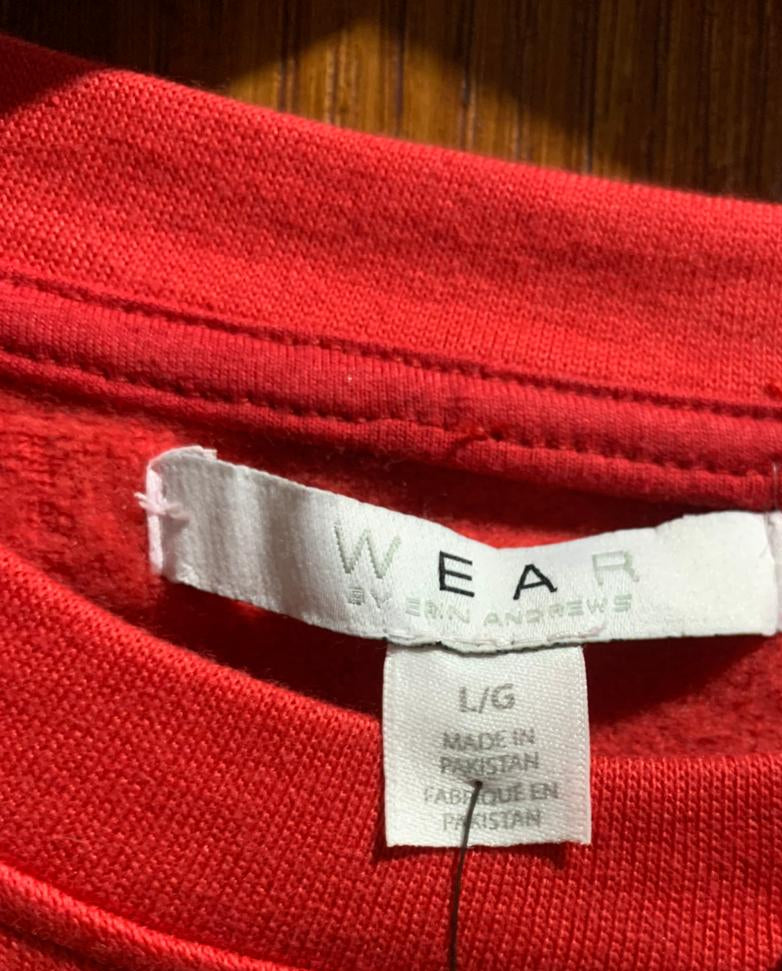 WEAR
BY ERIN ANDREWS
L/G
MADE IN
PAKISTAN
FABRIQUÉ EN
PAKISTAN